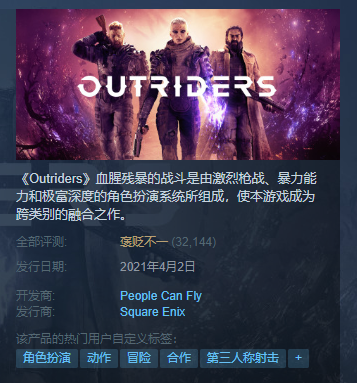 OUTRIDERS
《Outriders》血腥残暴的战斗是由激烈枪战、暴力能
力和极富深度的角色扮演系统所组成，使本游戏成为
跨类别的融合之作。
全部评测: 褒贬不一 (32,144)
发行日期: 2021年4月2日
开发商: People Can Fly
发行商: Square Enix
该产品的热门用户自定义标签：
角色扮演 动作 冒险 合作 第三人称射击 +